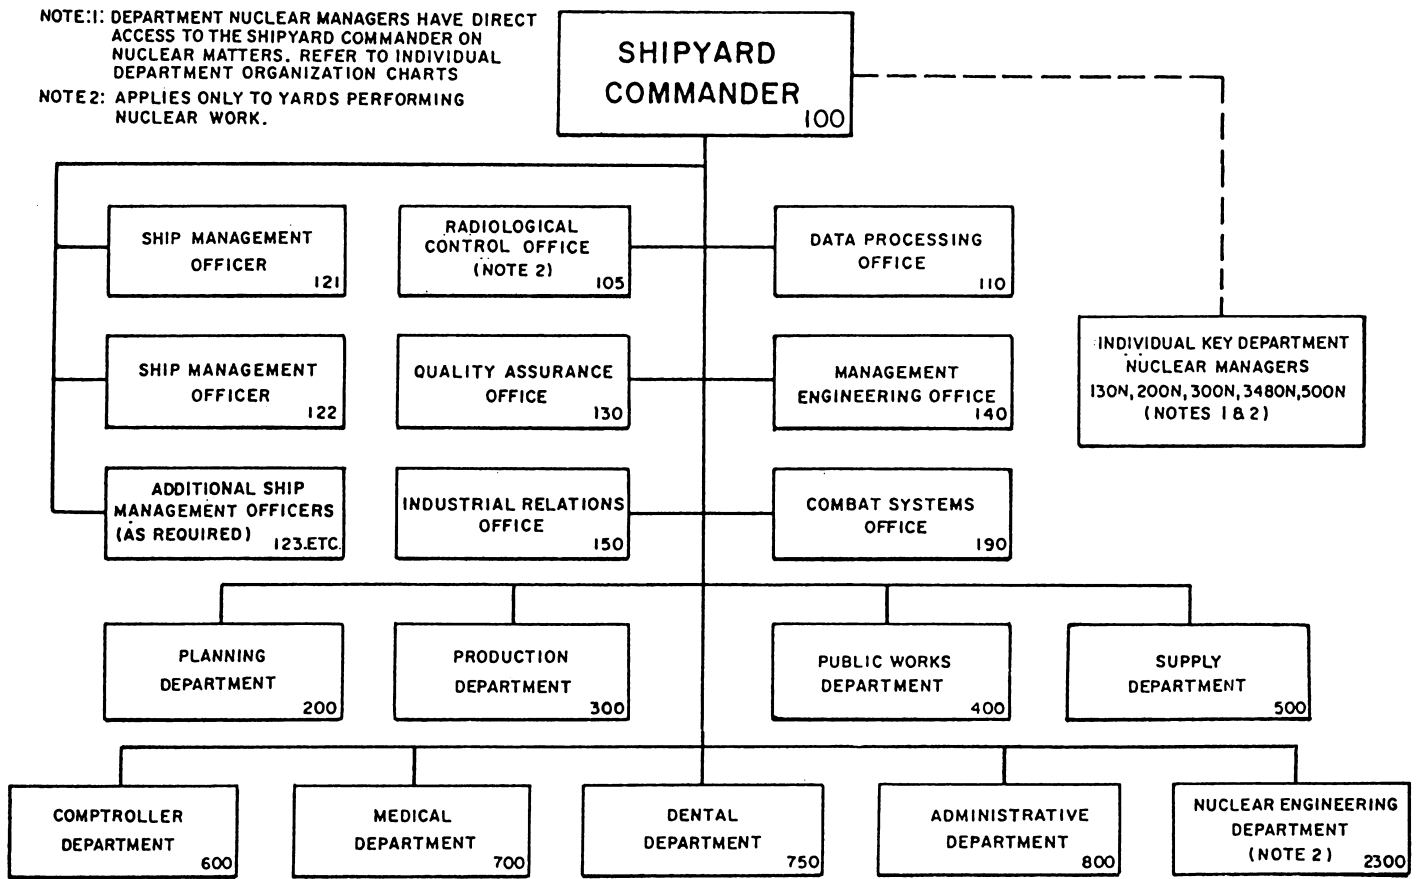 NOTE:1: DEPARTMENT NUCLEAR MANAGERS HAVE DIRECT
ACCESS TO THE SHIPYARD COMMANDER ON
NUCLEAR MATTERS. REFER TO INDIVIDUAL
DEPARTMENT ORGANIZATION CHARTS
NOTE2: APPLIES ONLY TO YARDS PERFORMING
NUCLEAR WORK.
SHIPYARD
COMMANDER
100
SHIP MANAGEMENT
OFFICER
121
RADIOLOGICAL
CONTROL OFFICE
(NOTE 2)
105
DATA PROCESSING
OFFICE
110
INDIVIDUAL KEY DEPARTMENT
NUCLEAR MANAGERS
130N, 200N, 300N, 3480N, 500N
(NOTES 1 & 2)
SHIP MANAGEMENT
OFFICER
122
QUALITY ASSURANCE
OFFICE
130
MANAGEMENT
ENGINEERING OFFICE
140
ADDITIONAL SHIP
MANAGEMENT OFFICERS
(AS REQUIRED)
123.ETC.
INDUSTRIAL RELATIONS
OFFICE
150
COMBAT SYSTEMS
OFFICE
190
PLANNING
DEPARTMENT
200
PRODUCTION
DEPARTMENT
300
PUBLIC WORKS
DEPARTMENT
400
SUPPLY
DEPARTMENT
500
COMPTROLLER
DEPARTMENT
600
MEDICAL
DEPARTMENT
700
DENTAL
DEPARTMENT
750
ADMINISTRATIVE
DEPARTMENT
800
NUCLEAR ENGINEERING
DEPARTMENT
(NOTE 2)
2300